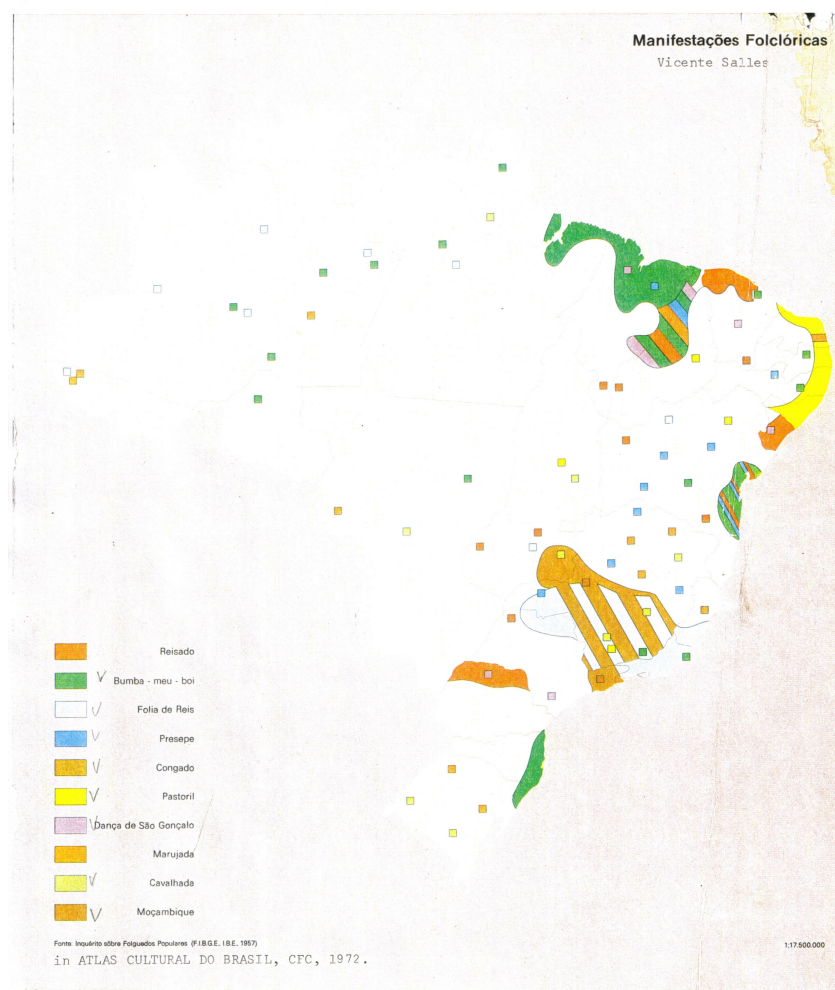 Manifestações Folclóricas
Vicente Salles
Reisado
Bumba - meu - boi
Folia de Reis
Presepe
Congado
Pastoril
Dança de São Gonçalo
Marujada
Cavalhada
Moçambique
Fonte: Inquérito sôbre Folguedos Populares (F.I.B.G.E. I.B.E. 1957)
1:17.500.000
in ATLAS CULTURAL DO BRASIL, CFC, 1972.